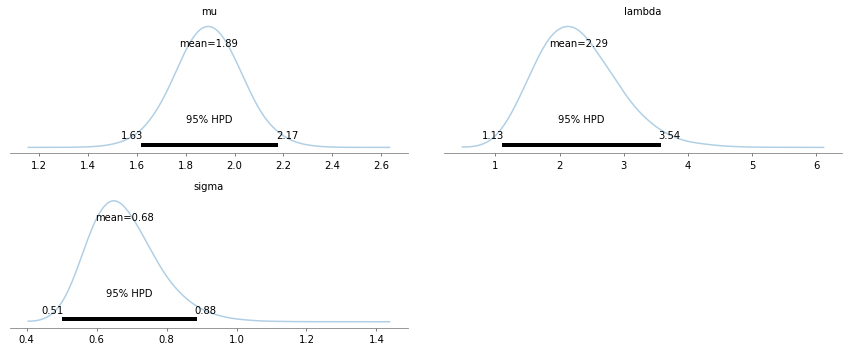 mu
mean=1.89
95% HPD
1.63 2.17
1.2 1.4 1.6 1.8 2.0 2.2 2.4 2.6
lambda
mean=2.29
95% HPD
1.13 3.54
1 2 3 4 5 6
sigma
mean=0.68
95% HPD
0.51 0.88
0.4 0.6 0.8 1.0 1.2 1.4